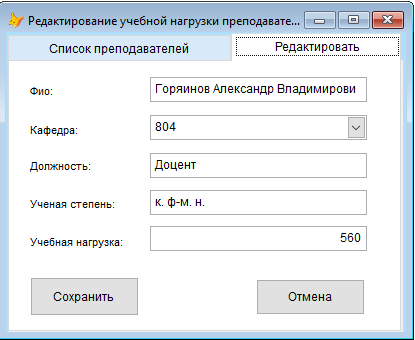 Редактирование учебной нагрузки преподавате...
Список преподавателей
Редактировать
Фио:
Горяинов Александр Владимирови
Кафедра:
804
Должность:
Доцент
Ученая степень:
к. ф-м. н.
Учебная нагрузка:
560
Сохранить
Отмена